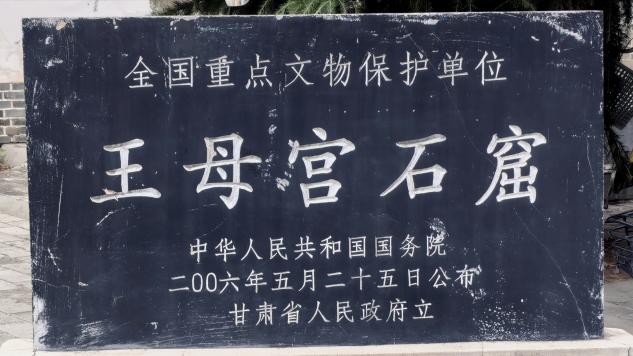 全国重点文物保护单位
王母宫石窟
中华人民共和国国务院
二00六年五月二十五日公布
甘肃省人民政府立